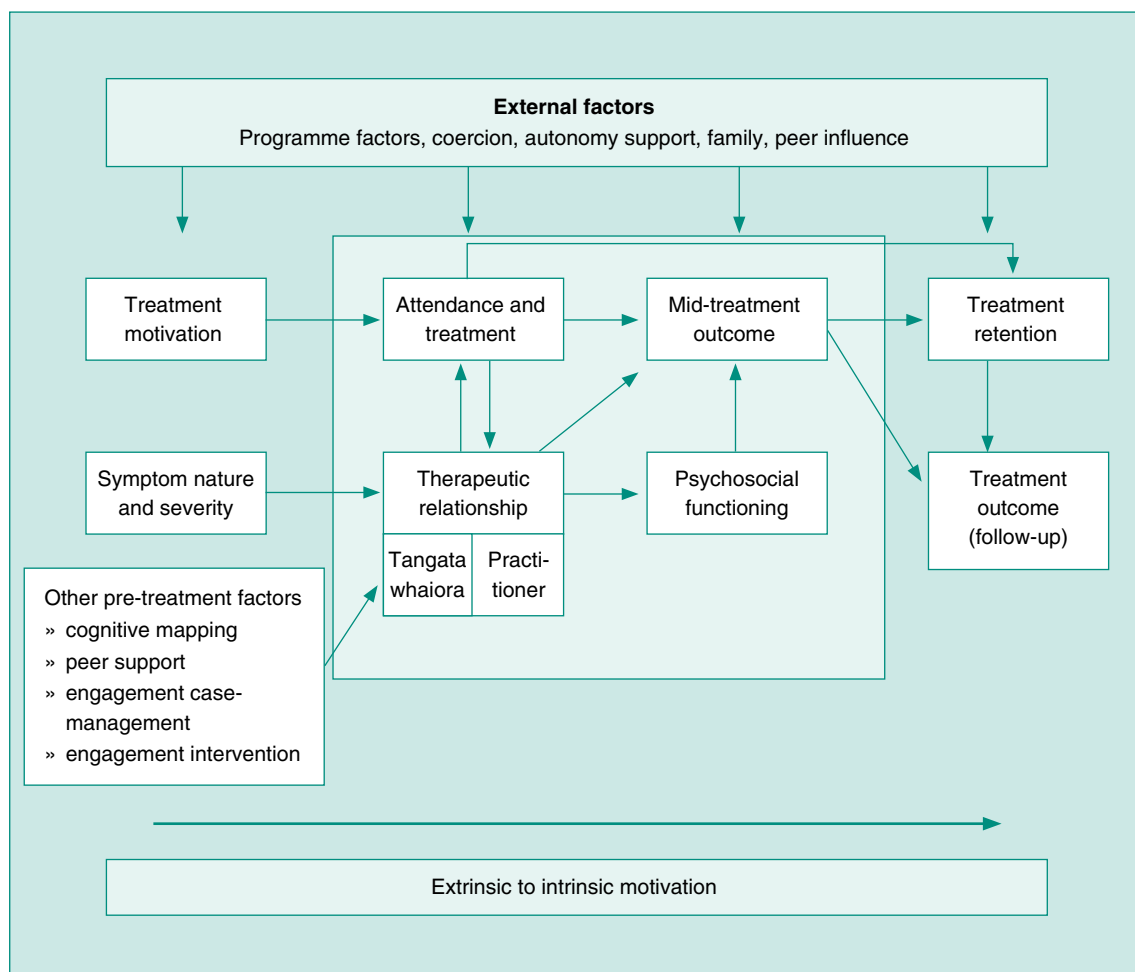 External factors
Programme factors, coercion, autonomy support, family, peer influence
Treatment
motivation
Attendance and
treatment
Mid-treatment
outcome
Treatment
retention
Symptom nature
and severity
Therapeutic
relationship
Psychosocial
functioning
Treatment
outcome
(follow-up)
Tangata
whaiora
Practi-
tioner
Other pre-treatment factors
» cognitive mapping
» peer support
» engagement case-
management
» engagement intervention
Extrinsic to intrinsic motivation